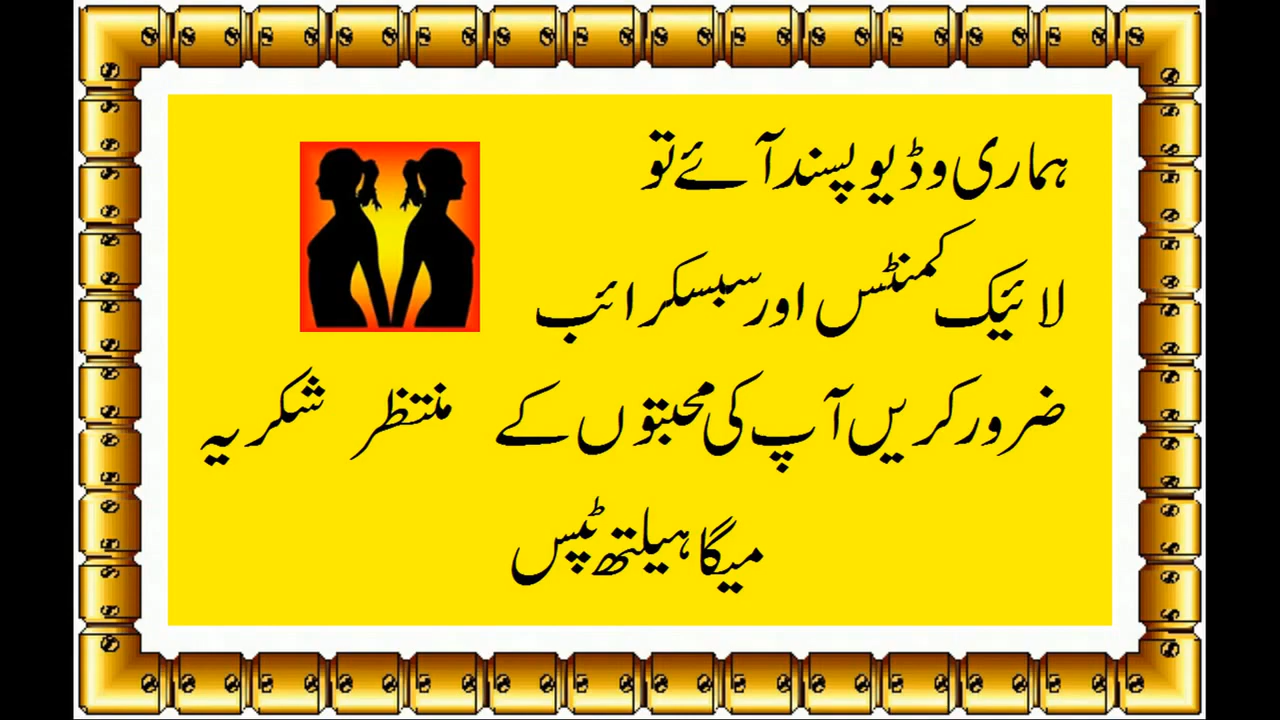 ہماری وڈیو پسند آئے تو
لائیک کمنٹس اور سبسکرائب
ضرور کریں آپ کی محبتوں کے منتظر شکریہ
میگا ہیلتھ ٹپس